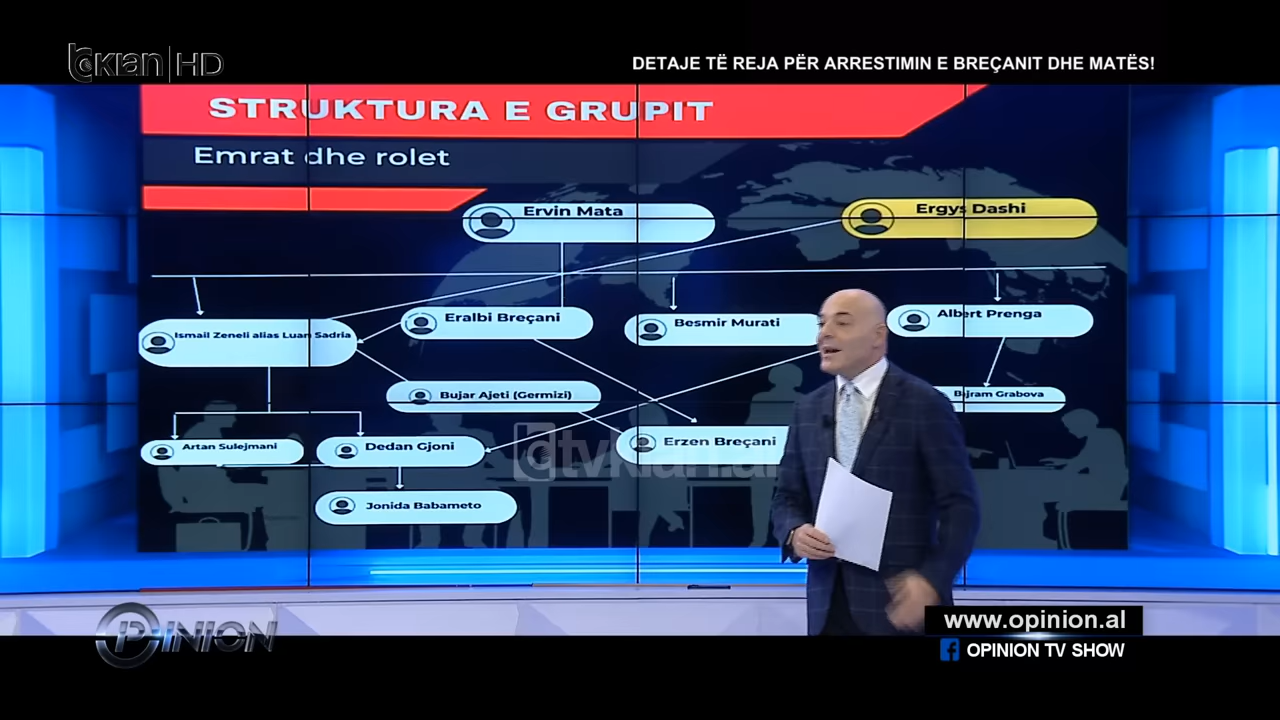 tvklan HD
DETAJE TË REJA PËR ARRESTIMIN E BREÇANIT DHE MATËS!
STRUKTURA E GRUPIT
Emrat dhe rolet
Ervin Mata
Ergys Dashi
Ismail Zeneli alias Luan Sadria
Eralbi Breçani
Besmir Murati
Albert Prenga
Bujar Ajeti (Germizi)
Bajram Grabova
Artan Sulejmani
Dedan Gjoni
Erzen Breçani
tvklan.al
Jonida Babameto
OPINION
www.opinion.al
OPINION TV SHOW